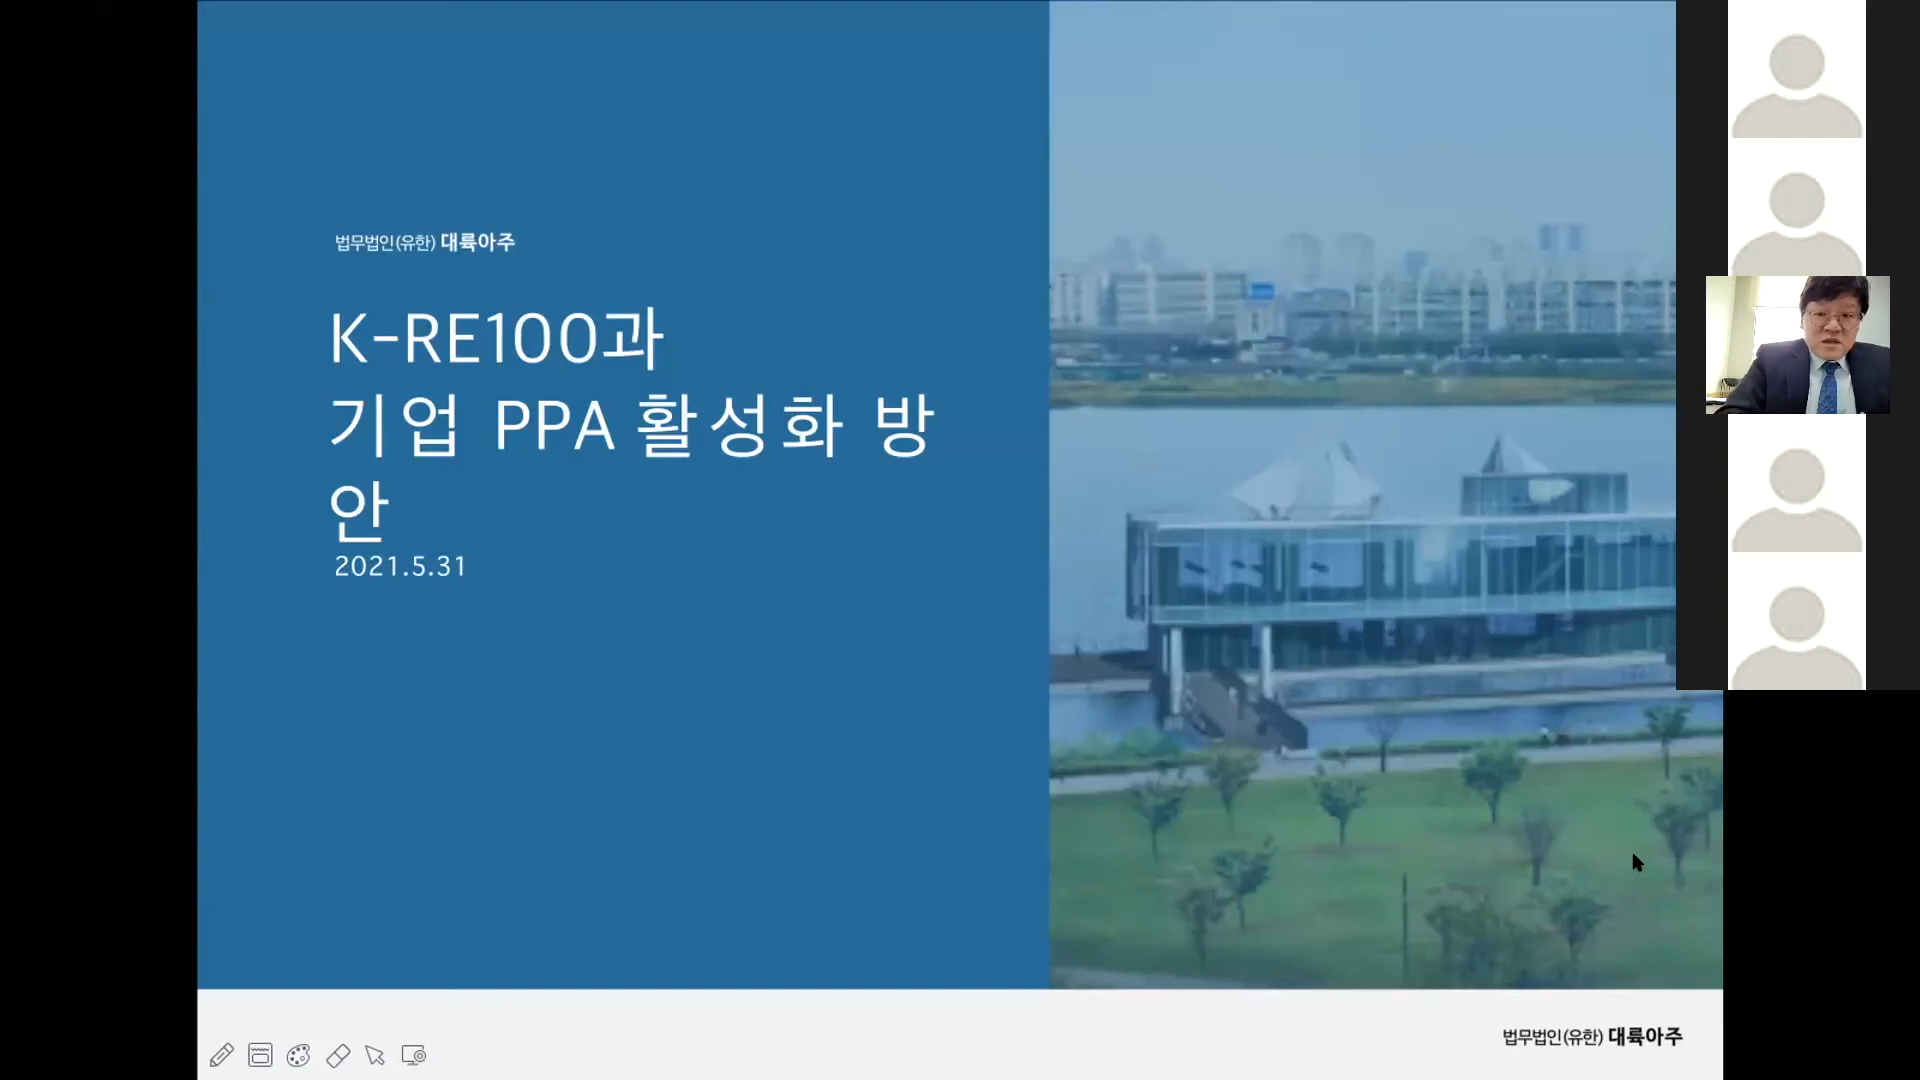 법무법인(유한) 대륙아주
K-RE100과
기업 PPA 활성화 방
안
2021.5.31
법무법인(유한) 대륙아주